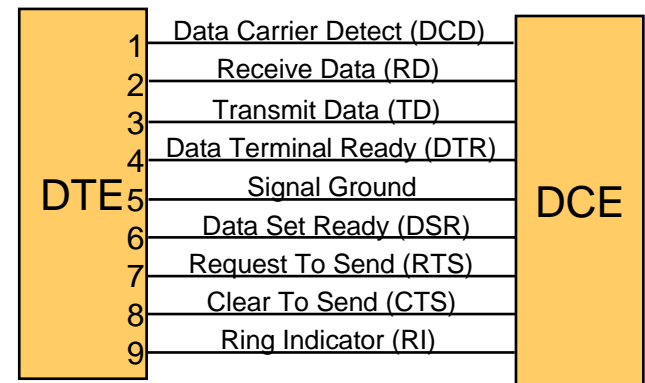 1 Data Carrier Detect (DCD)
2 Receive Data (RD)
3 Transmit Data (TD)
4 Data Terminal Ready (DTR)
DTE 5 Signal Ground DCE
6 Data Set Ready (DSR)
7 Request To Send (RTS)
8 Clear To Send (CTS)
9 Ring Indicator (RI)